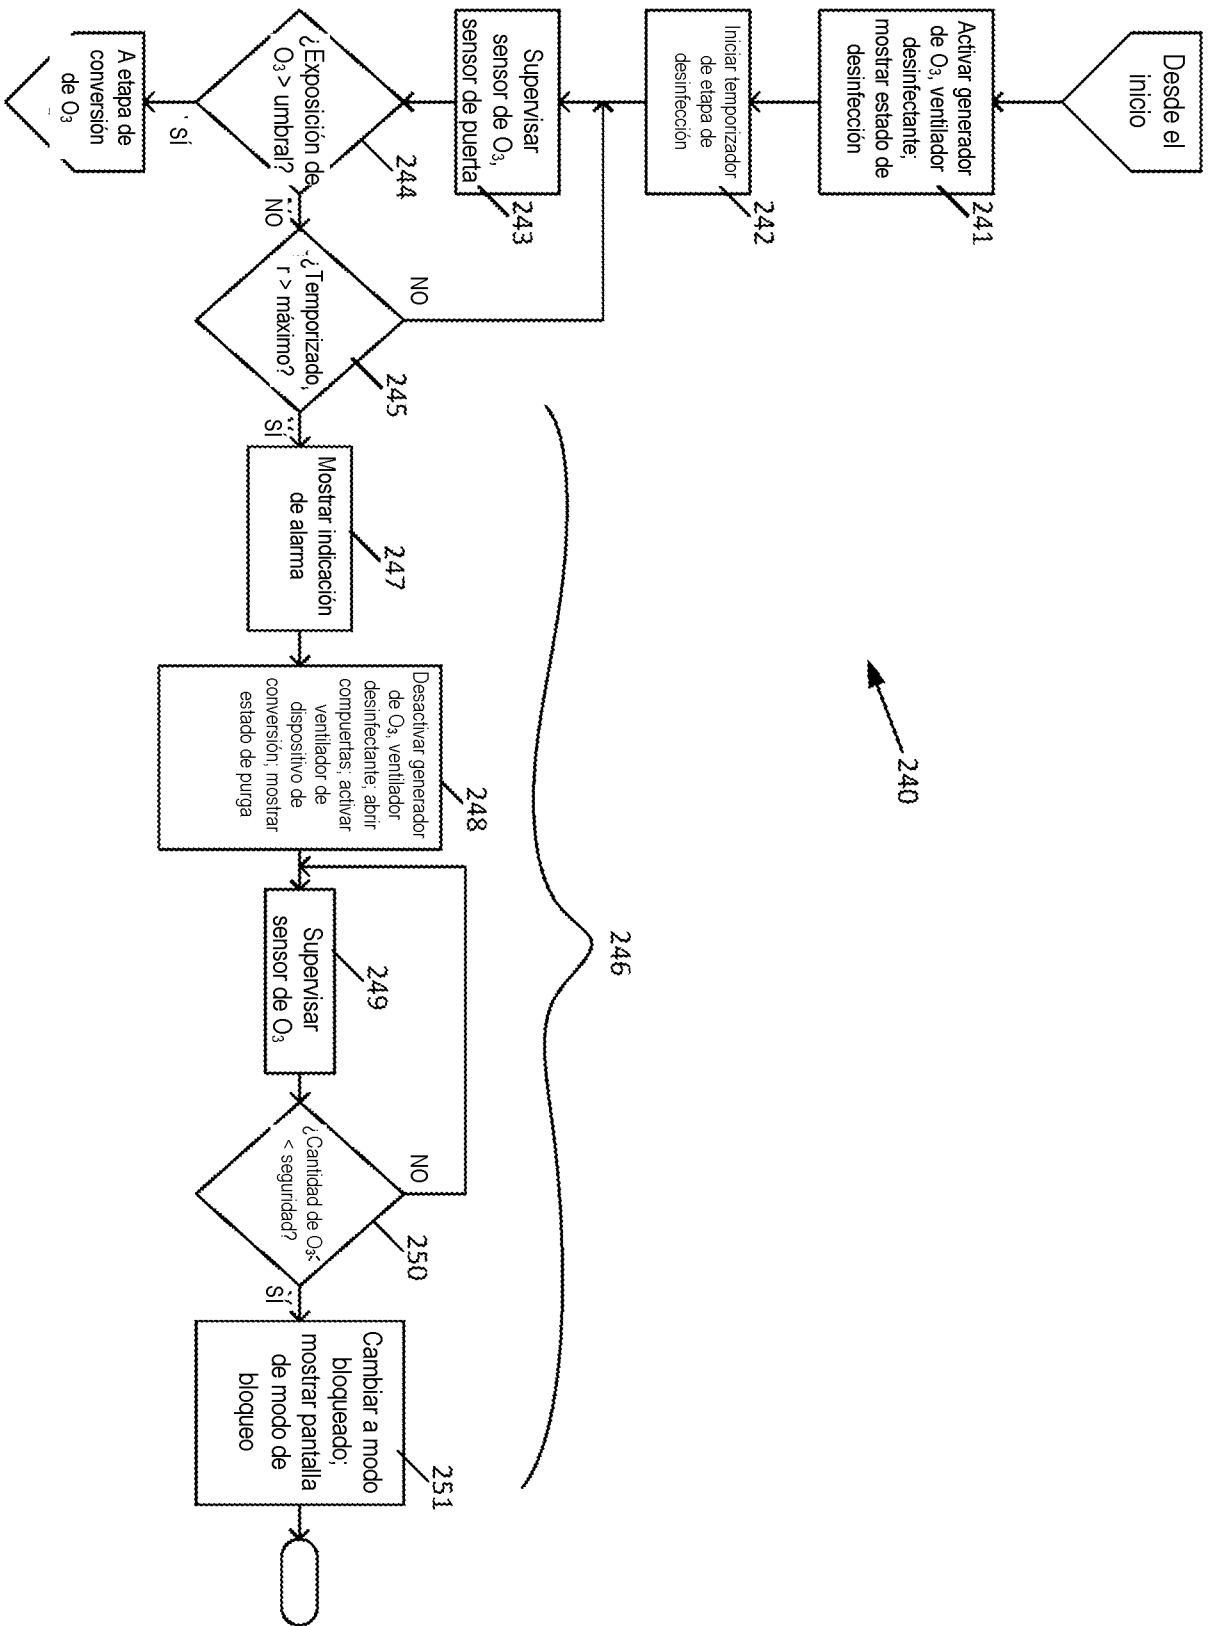 Desde el
inicio
Activar generador
de O₃, ventilador
desinfectante;
mostrar estado de
desinfección
241
Iniciar temporizador
de etapa de
desinfección
242
Supervisar
sensor de O₃,
sensor de puerta
243
¿Exposición de
O₃ > umbral?
244
SÍ
A etapa de
conversión
de O₃
NO
¿Temporizado,
r > máximo?
245
NO
SÍ
240
246
Mostrar indicación
de alarma
247
Desactivar generador
de O₃, ventilador
desinfectante; abrir
compuertas; activar
ventilador de
dispositivo de
conversión; mostrar
estado de purga
248
Supervisar
sensor de O₃
249
¿Cantidad de O₃<
< seguridad?
250
NO
SÍ
Cambiar a modo
bloqueado;
mostrar pantalla
de modo de
bloqueo
251